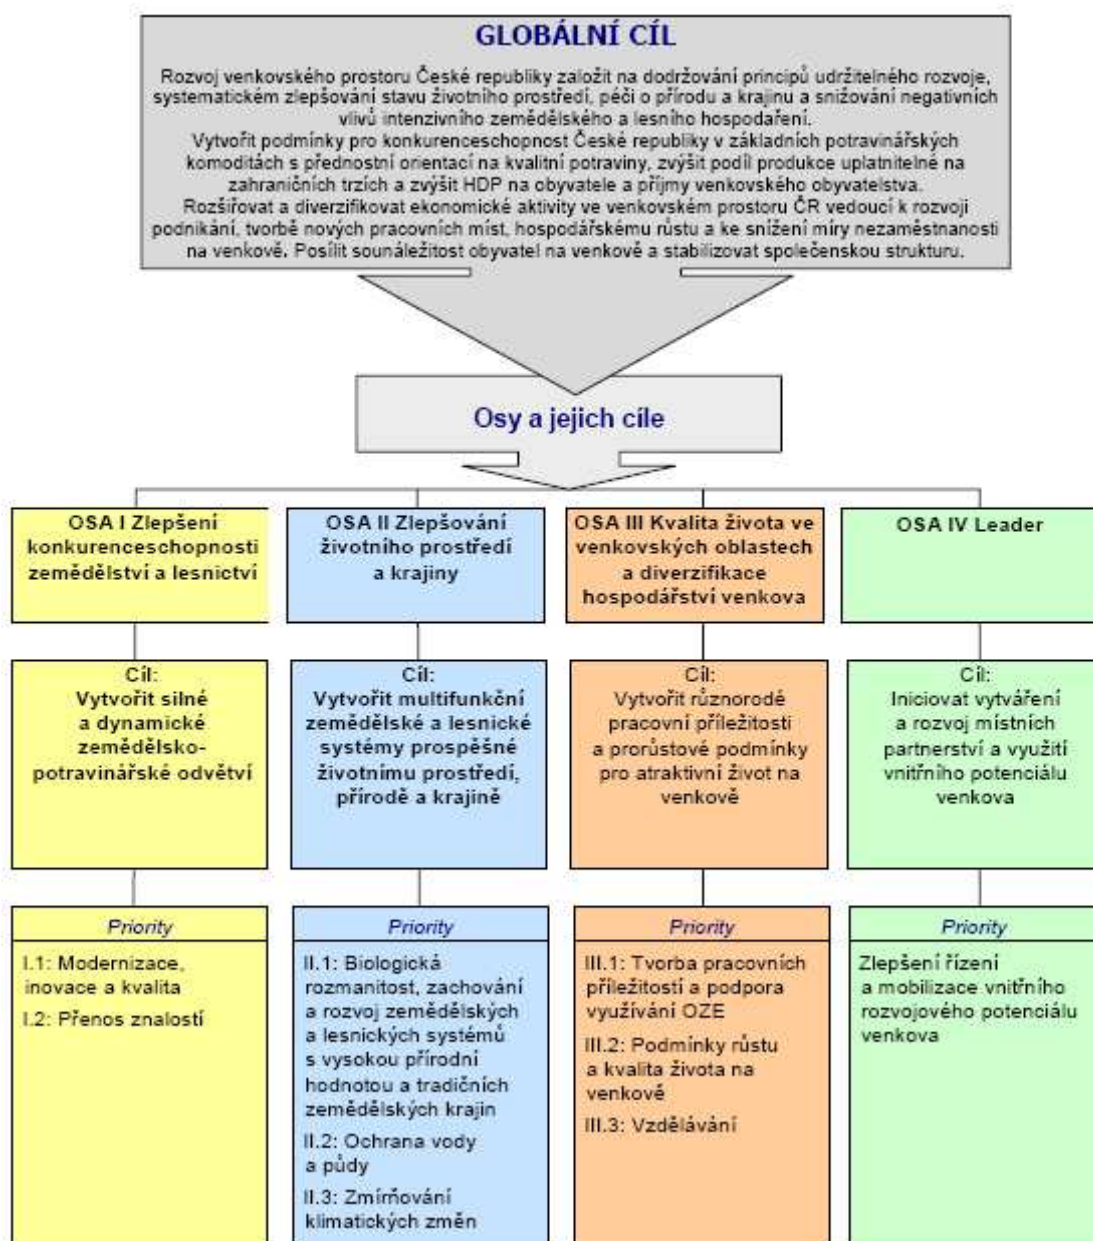 GLOBÁLNÍ CÍL
Rozvoj venkovského prostoru České republiky založit na dodržování principů udržitelného rozvoje,
systematickém zlepšování stavu životního prostředí, péči o přírodu a krajinu a snižování negativních
vlivů intenzivního zemědělského a lesního hospodaření.
Vytvořit podmínky pro konkurenceschopnost České republiky v základních potravinářských
komoditách s přednostní orientací na kvalitní potraviny, zvýšit podíl produkce uplatnitelné na
zahraničních trzích a zvýšit HDP na obyvatele a příjmy venkovského obyvatelstva.
Rozšiřovat a diverzifikovat ekonomické aktivity ve venkovském prostoru ČR vedoucí k rozvoji
podnikání, tvorbě nových pracovních míst, hospodářskému růstu a ke snížení míry nezaměstnanosti
na venkově. Posílit sounáležitost obyvatel na venkově a stabilizovat společenskou strukturu.
Osy a jejich cíle
OSA I Zlepšení
konkurenceschopnosti
zemědělství a lesnictví
OSA II Zlepšování
životního prostředí
a krajiny
OSA III Kvalita života ve
venkovských oblastech
a diverzifikace
hospodářství venkova
OSA IV Leader
Cíl:
Vytvořit silné
a dynamické
zemědělsko-
potravinářské odvětví
Cíl:
Vytvořit multifunkční
zemědělské a lesnické
systémy prospěšné
životnímu prostředí,
přírodě a krajině
Cíl:
Vytvořit různorodé
pracovní příležitosti
a prorůstové podmínky
pro atraktivní život na
venkově
Cíl:
Iniciovat vytváření
a rozvoj místních
partnerství a využití
vnitřního potenciálu
venkova
Priority
I.1: Modernizace,
inovace a kvalita
I.2: Přenos znalostí
Priority
II.1: Biologická
rozmanitost, zachování
a rozvoj zemědělských
a lesnických systémů
s vysokou přírodní
hodnotou a tradičních
zemědělských krajin
II.2: Ochrana vody
a půdy
II.3: Zmírňování
klimatických změn
Priority
III.1: Tvorba pracovních
příležitostí a podpora
využívání OZE
III.2: Podmínky růstu
a kvalita života na
venkově
III.3: Vzdělávání
Priority
Zlepšení řízení
a mobilizace vnitřního
rozvojového potenciálu
venkova